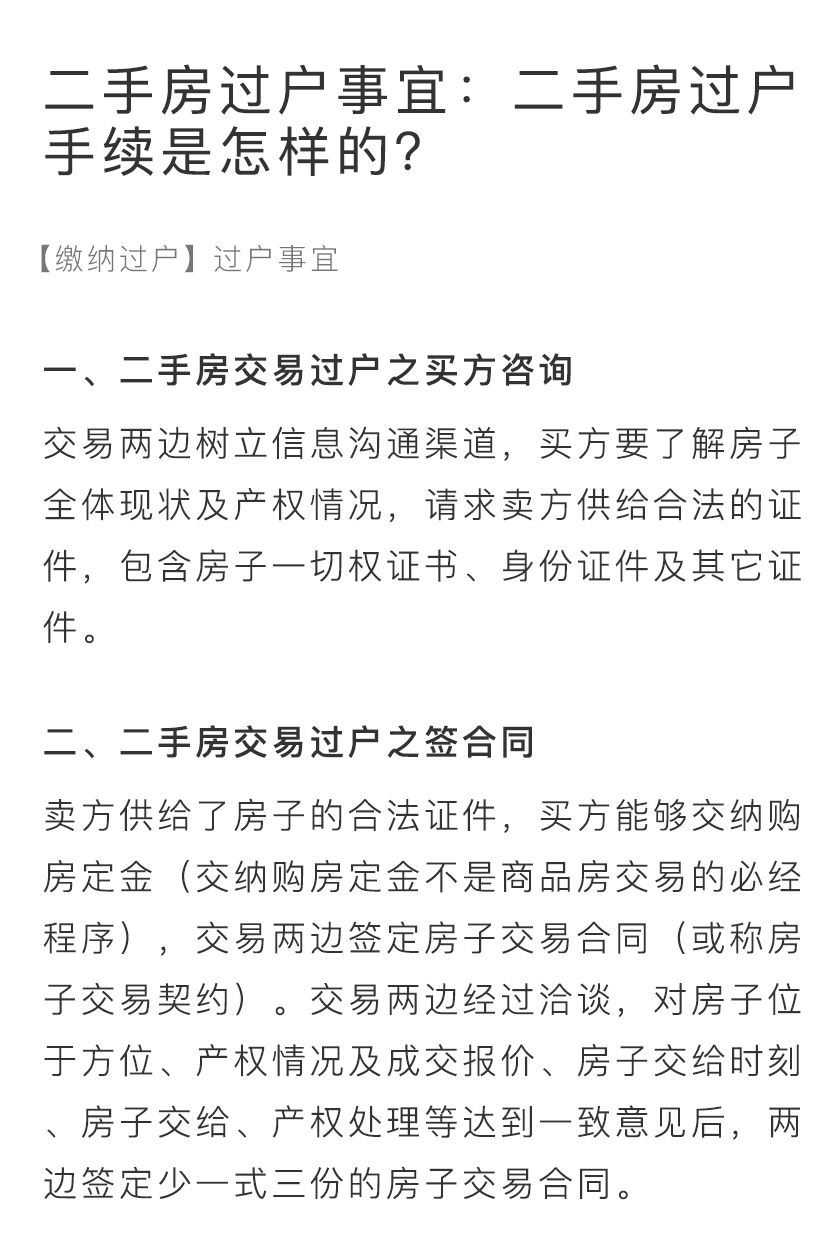 二手房过户事宜：二手房过户
手续是怎样的？
【缴纳过户】过户事宜
一、二手房交易过户之买方咨询
交易两边树立信息沟通渠道，买方要了解房子
全体现状及产权情况，请求卖方供给合法的证
件，包含房子一切权证书、身份证件及其它证
件。
二、二手房交易过户之签合同
卖方供给了房子的合法证件，买方能够交纳购
房定金（交纳购房定金不是商品房交易的必经
程序），交易两边签定房子交易合同（或称房
子交易契约）。交易两边经过洽谈，对房子位
于方位、产权情况及成交报价、房子交给时刻
、房子交给、产权处理等达到一致意见后，两
边签定少一式三份的房子交易合同。